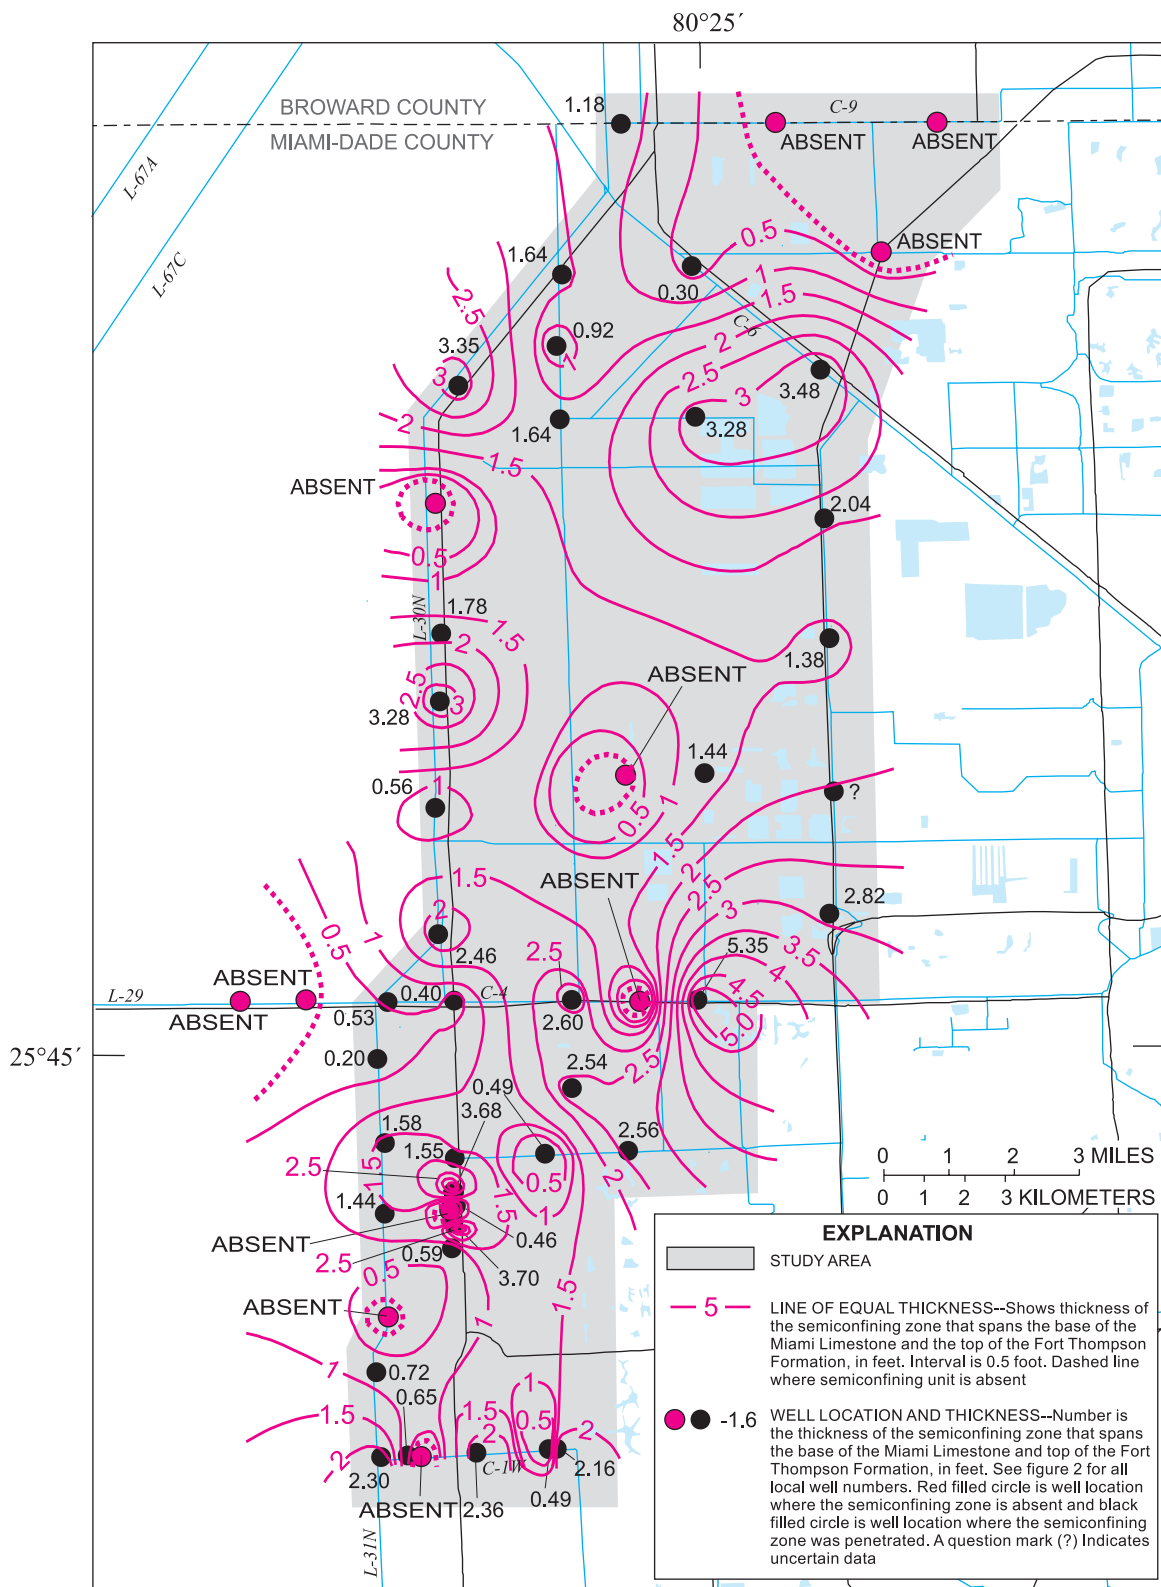 80°25´
BROWARD COUNTY
MIAMI-DADE COUNTY
1.18
C-9
ABSENT
ABSENT
L-67A
L-67C
ABSENT
0.5
1
1.5
2
2.5
3
1.64
0.30
C-6
2.5
3.35
3
0.92
1
3.48
3.28
2
1.64
1.5
ABSENT
2.04
0.5
1
L-30N
1.78
1.5
2
2.5
3
3.28
1.38
ABSENT
1.44
0.56
1
0.5
1
?
1.5
2
2.5
3
3.5
4
4.5
5.0
1.5
ABSENT
2
2.82
0.5
1
2.46
2.5
5.35
ABSENT
L-29
ABSENT
0.40
C-4
0.53
2.60
25°45´
0.20
2.54
2.5
0.49
3.68
1.58
1.55
2.56
2
2.5
1.5
0.5
1
1.5
1.44
ABSENT
0.46
0.59
2.5
3.70
0.5
1.5
ABSENT
1
1
0.72
0.65
1
1.5
1.5
0.5
2
2
2
2.30
C-1W
2.16
0.49
ABSENT
2.36
L-31N
0 1 2 3 MILES
0 1 2 3 KILOMETERS
EXPLANATION
STUDY AREA
5
LINE OF EQUAL THICKNESS--Shows thickness of
the semiconfining zone that spans the base of the
Miami Limestone and the top of the Fort Thompson
Formation, in feet. Interval is 0.5 foot. Dashed line
where semiconfining unit is absent
-1.6
WELL LOCATION AND THICKNESS--Number is
the thickness of the semiconfining zone that spans
the base of the Miami Limestone and top of the Fort
Thompson Formation, in feet. See figure 2 for all
local well numbers. Red filled circle is well location
where the semiconfining zone is absent and black
filled circle is well location where the semiconfining
zone was penetrated. A question mark (?) Indicates
uncertain data